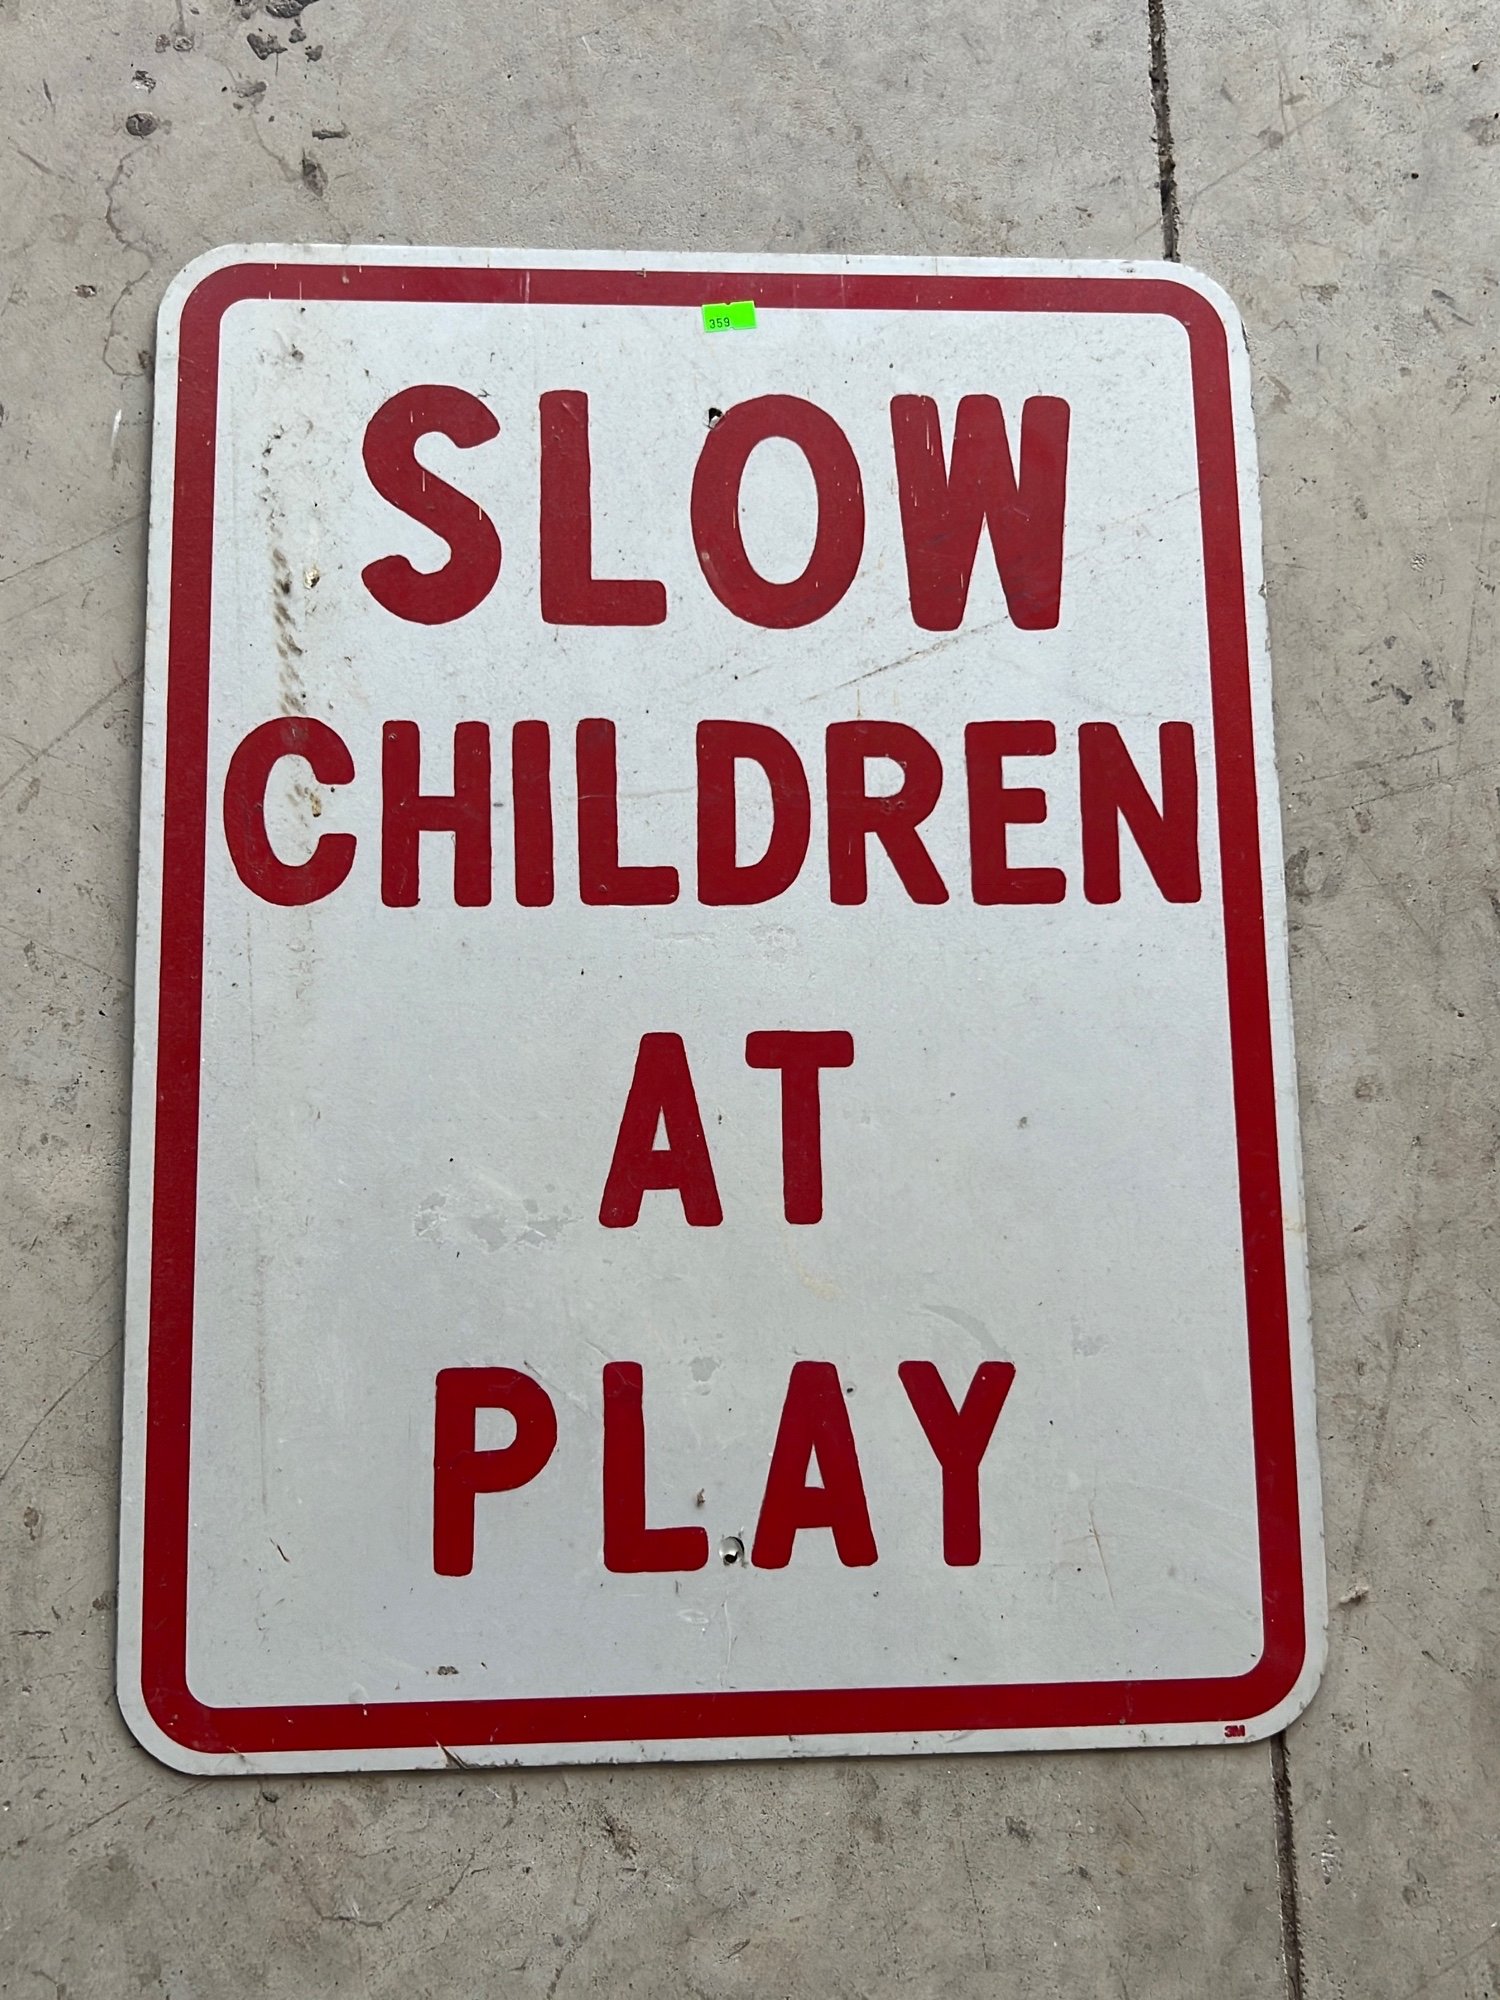 359
SLOW
CHILDREN
AT
PLAY
3M